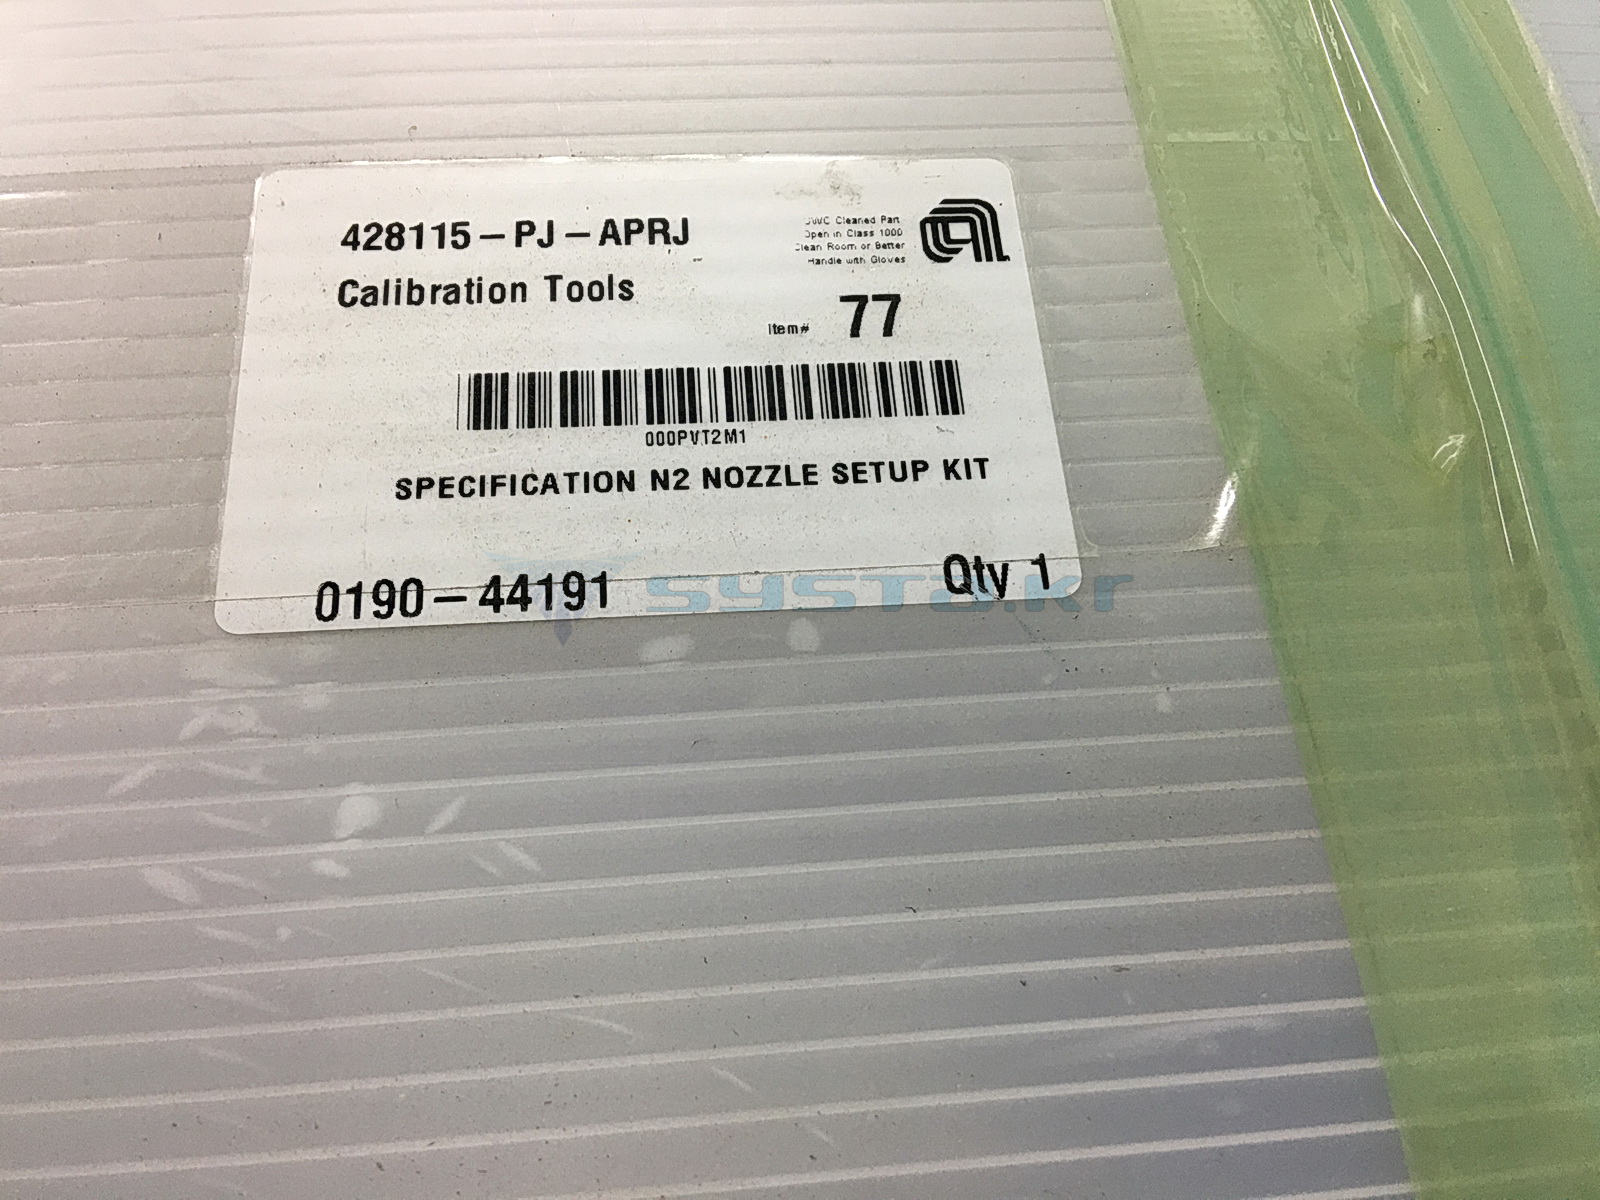 428115-PJ-APRJ
Cleaned Part
Open in Class 1000
Clean Room or Better
Handle with Gloves
Calibration Tools
Item# 77
000PVT2M1
SPECIFICATION N2 NOZZLE SETUP KIT
0190-44191
Qty 1
systa.kr